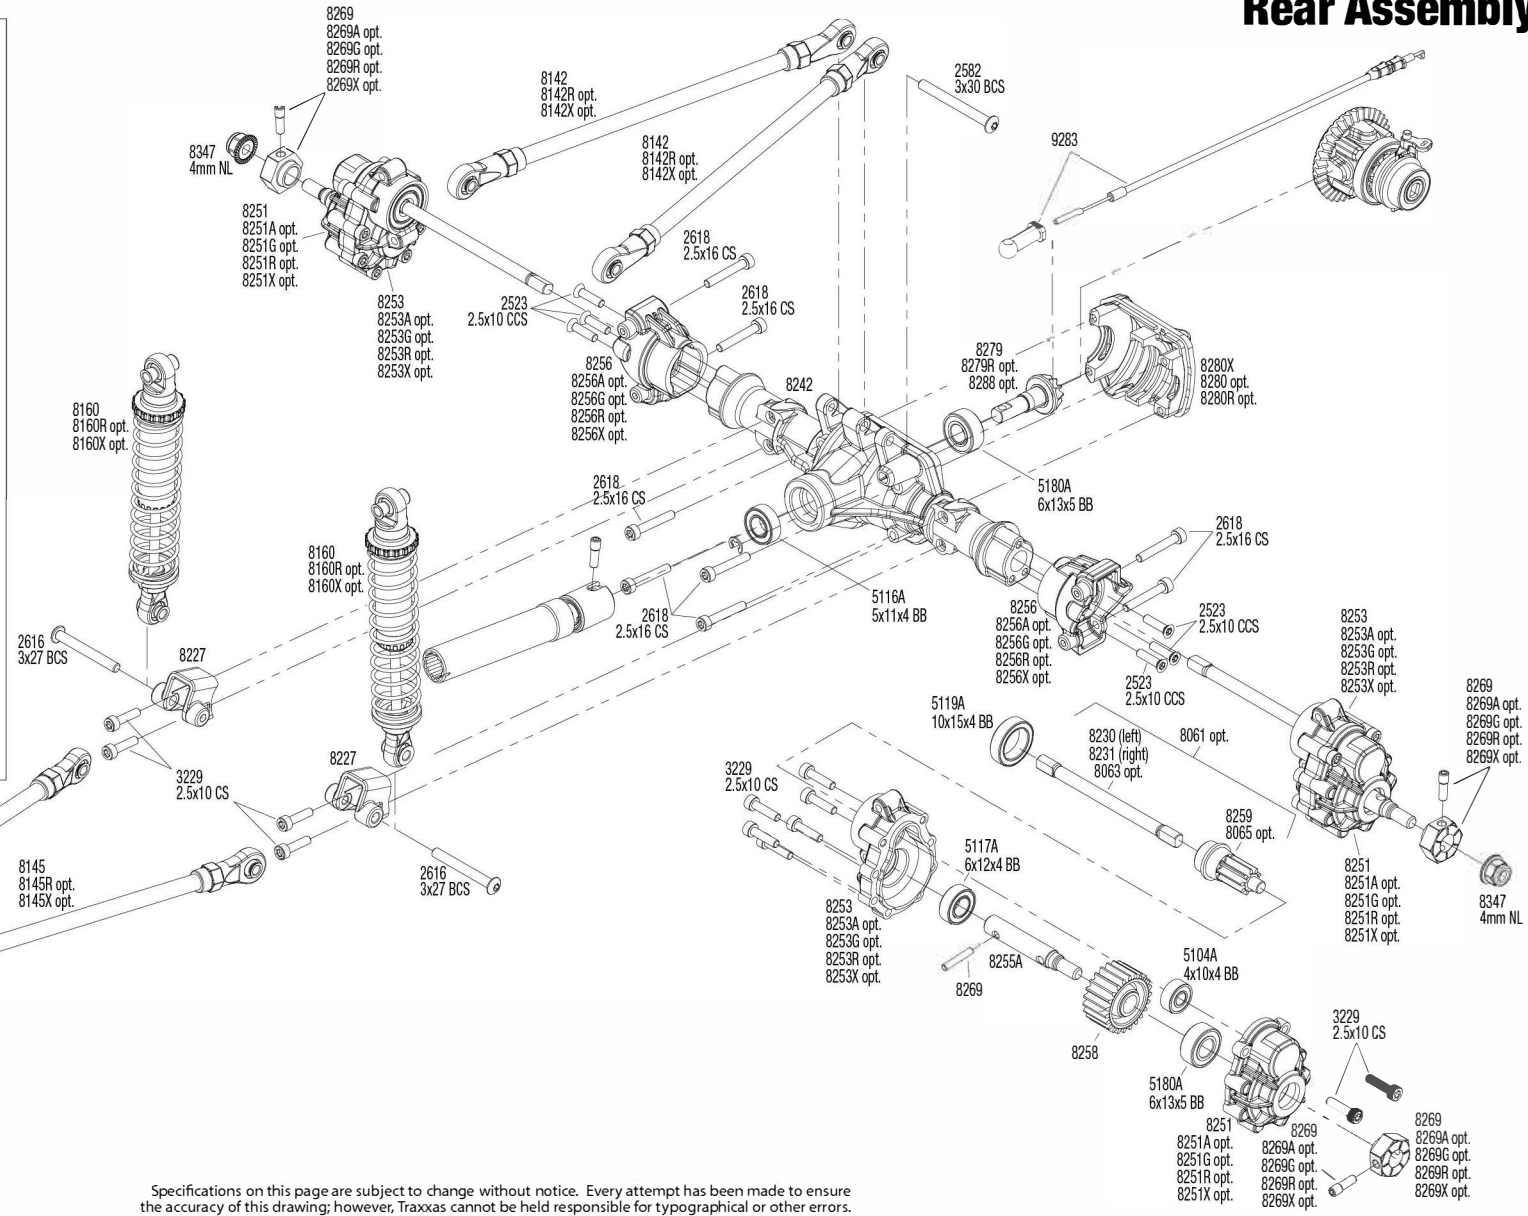 Rear Assembly
8269
8269A opt.
8269G opt.
8269R opt.
8269X opt.
8347
4mm NL
8251
8251A opt.
8251G opt.
8251R opt.
8251X opt.
8253
8253A opt.
8253G opt.
8253R opt.
8253X opt.
8142
8142R opt.
8142X opt.
8142
8142R opt.
8142X opt.
2582
3x30 BCS
9283
2618
2.5x16 CS
2618
2.5x16 CS
2523
2.5x10 CCS
8256
8256A opt.
8256G opt.
8256R opt.
8256X opt.
8242
8279
8279R opt.
8288 opt.
8280X
8280 opt.
8280R opt.
8160
8160R opt.
8160X opt.
2618
2.5x16 CS
5180A
6x13x5 BB
2618
2.5x16 CS
8160
8160R opt.
8160X opt.
5116A
5x11x4 BB
2618
2.5x16 CS
8256
8256A opt.
8256G opt.
8256R opt.
8256X opt.
2523
2.5x10 CCS
2523
2.5x10 CCS
8253
8253A opt.
8253G opt.
8253R opt.
8253X opt.
8269
8269A opt.
8269G opt.
8269R opt.
8269X opt.
2616
3x27 BCS
8227
8227
3229
2.5x10 CS
5119A
10x15x4 BB
8230 (left)
8231 (right)
8063 opt.
8061 opt.
3229
2.5x10 CS
8259
8065 opt.
5117A
6x12x4 BB
8251
8251A opt.
8251G opt.
8251R opt.
8251X opt.
8347
4mm NL
8145
8145R opt.
8145X opt.
2616
3x27 BCS
8253
8253A opt.
8253G opt.
8253R opt.
8253X opt.
8255A
8269
5104A
4x10x4 BB
8258
3229
2.5x10 CS
5180A
6x13x5 BB
8251
8251A opt.
8251G opt.
8251R opt.
8251X opt.
8269
8269A opt.
8269G opt.
8269R opt.
8269X opt.
8269
8269A opt.
8269G opt.
8269R opt.
8269X opt.
Specifications on this page are subject to change without notice. Every attempt has been made to ensure
the accuracy of this drawing; however, Traxxas cannot be held responsible for typographical or other errors.